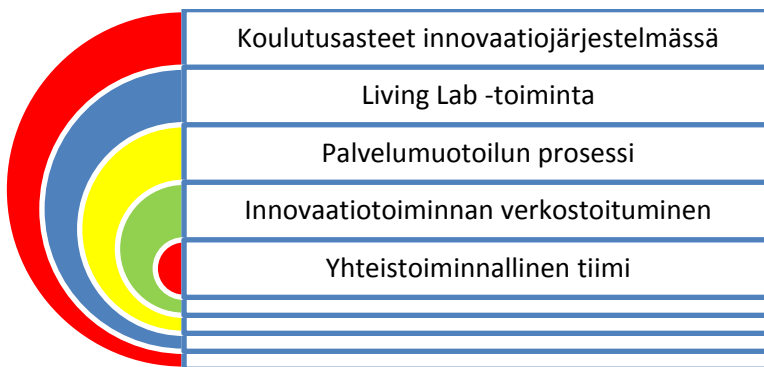 Koulutusasteet innovaatiojärjestelmässä
Living Lab -toiminta
Palvelumuotoilun prosessi
Innovaatiotoiminnan verkostoituminen
Yhteistoiminnallinen tiimi